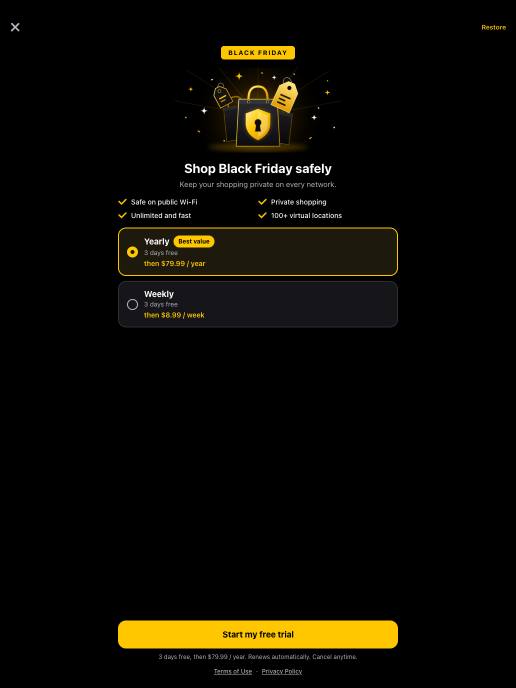 Restore
BLACK FRIDAY
Shop Black Friday safely
Keep your shopping private on every network.
Safe on public Wi-Fi
Private shopping
Unlimited and fast
100+ virtual locations
Yearly Best value
3 days free
then $79.99 / year
Weekly
3 days free
then $8.99 / week
Start my free trial
3 days free, then $79.99 / year. Renews automatically. Cancel anytime.
Terms of Use · Privacy Policy